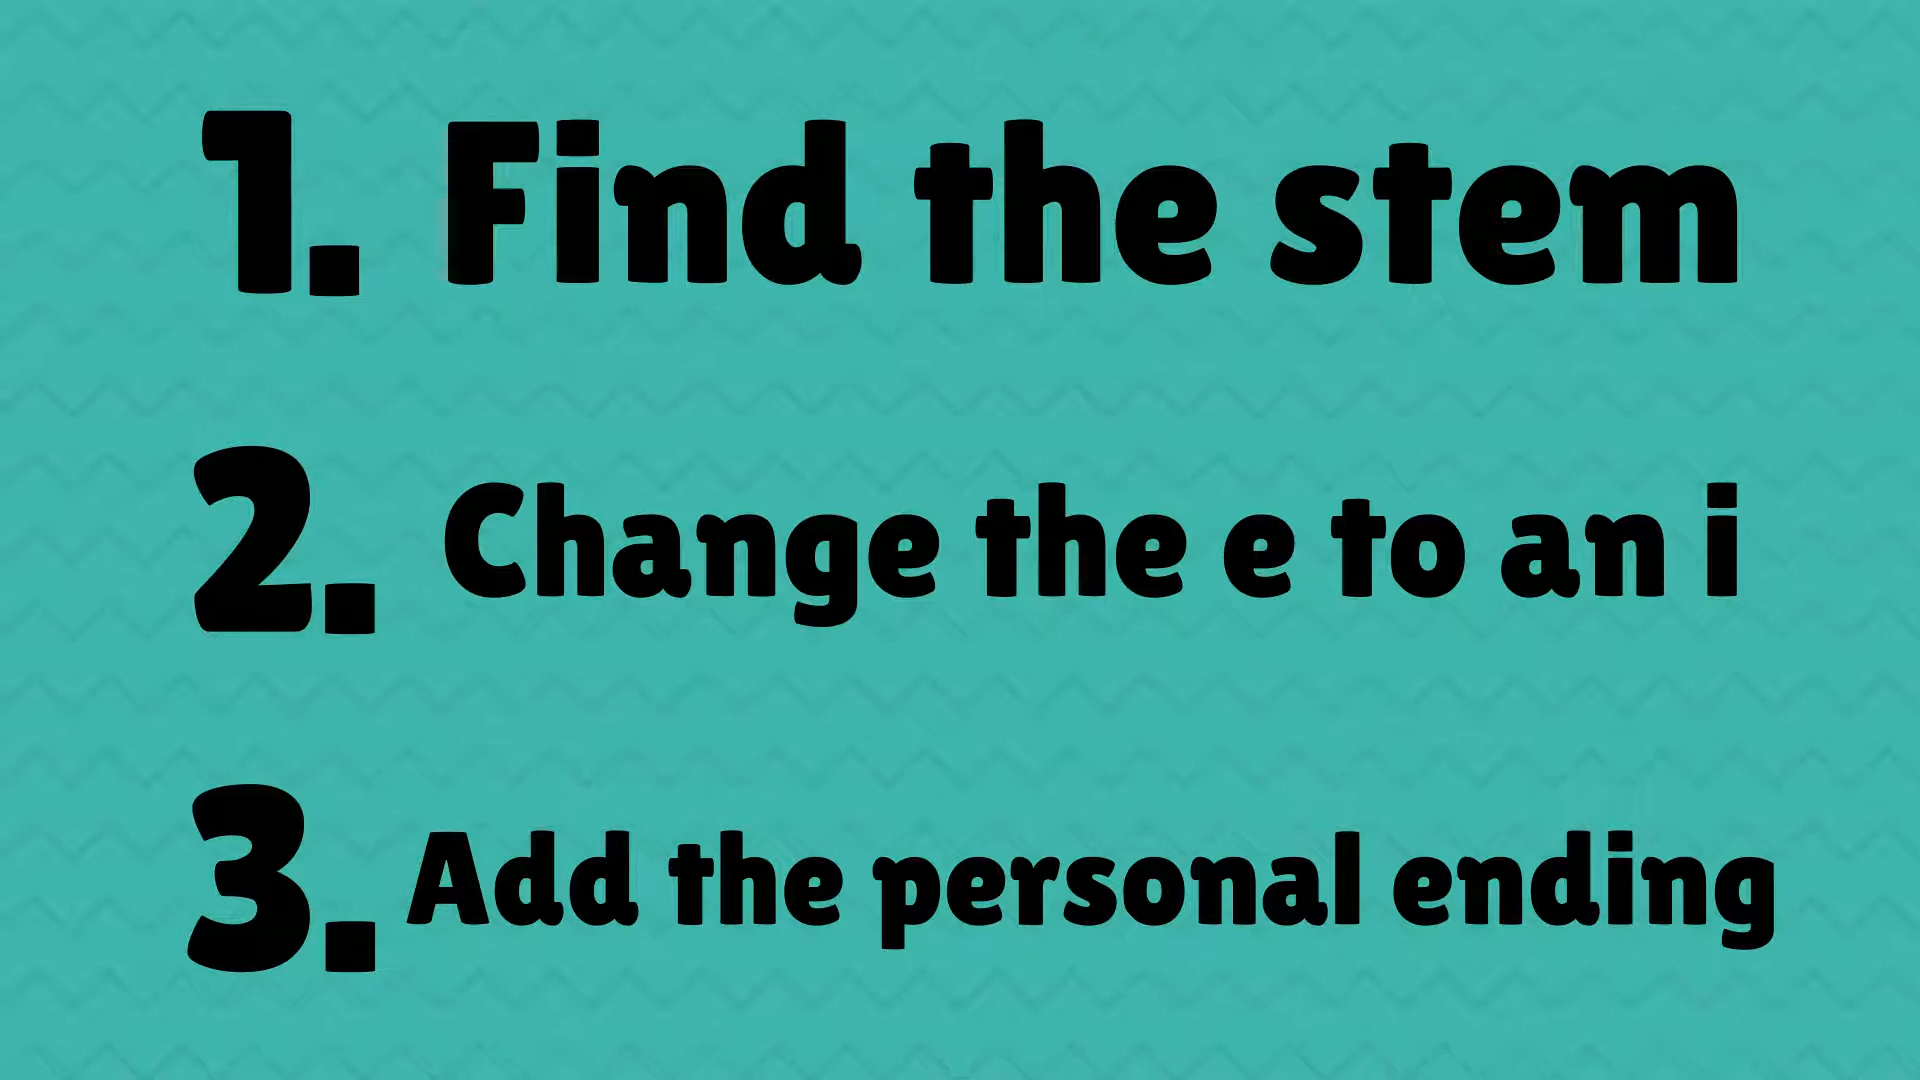 1. Find the stem
2. Change the e to an i
3. Add the personal ending